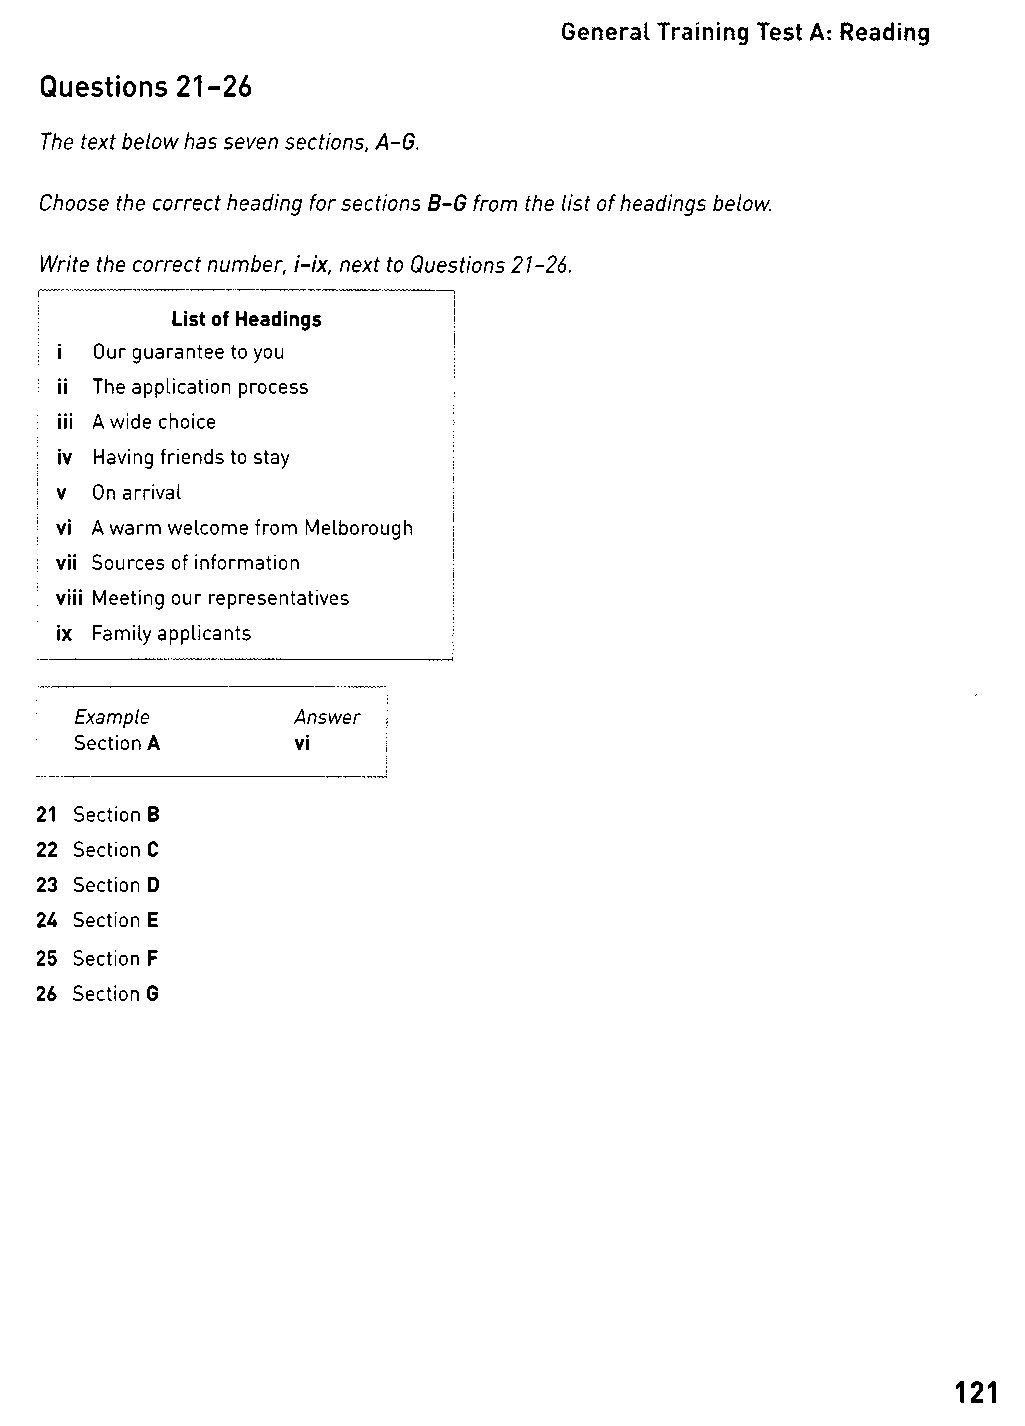 General Training Test A: Reading
Questions 21–26
The text below has seven sections, A–G.
Choose the correct heading for sections B–G from the list of headings below.
Write the correct number, i–ix, next to Questions 21–26.
List of Headings
i Our guarantee to you
ii The application process
iii A wide choice
iv Having friends to stay
v On arrival
vi A warm welcome from Melborough
vii Sources of information
viii Meeting our representatives
ix Family applicants
Example Answer
Section A vi
21 Section B
22 Section C
23 Section D
24 Section E
25 Section F
26 Section G
121